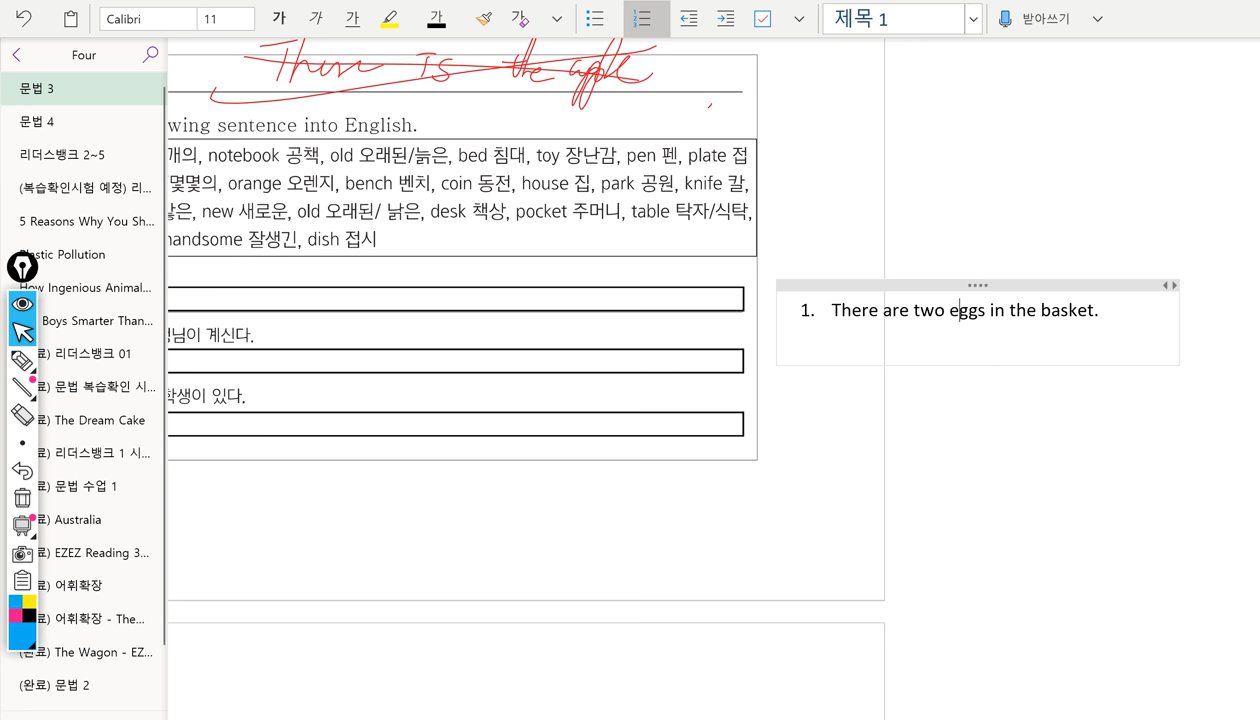 Calibri
11
가
가
가
가
가
제목 1
받아쓰기
Four
문법 3
문법 4
리더스뱅크 2~5
(복습확인시험 예정) 리...
5 Reasons Why You Sh...
lastic Pollution
How Ingenious Animal...
Boys Smarter Than...
료) 리더스뱅크 01
료) 문법 복습확인 시...
료) The Dream Cake
료) 리더스뱅크 1 시...
료) 문법 수업 1
료) Australia
료) EZEZ Reading 3...
료) 어휘확장
료) 어휘확장 - The...
(완료) The Wagon - EZ...
(완료) 문법 2
There Is the apple
wing sentence into English.
개의, notebook 공책, old 오래된/늙은, bed 침대, toy 장난감, pen 펜, plate 접
몇몇의, orange 오렌지, bench 벤치, coin 동전, house 집, park 공원, knife 칼,
new 새로운, old 오래된/ 낡은, desk 책상, pocket 주머니, table 탁자/식탁,
handsome 잘생긴, dish 접시
님이 계신다.
학생이 있다.
1. There are two eggs in the basket.